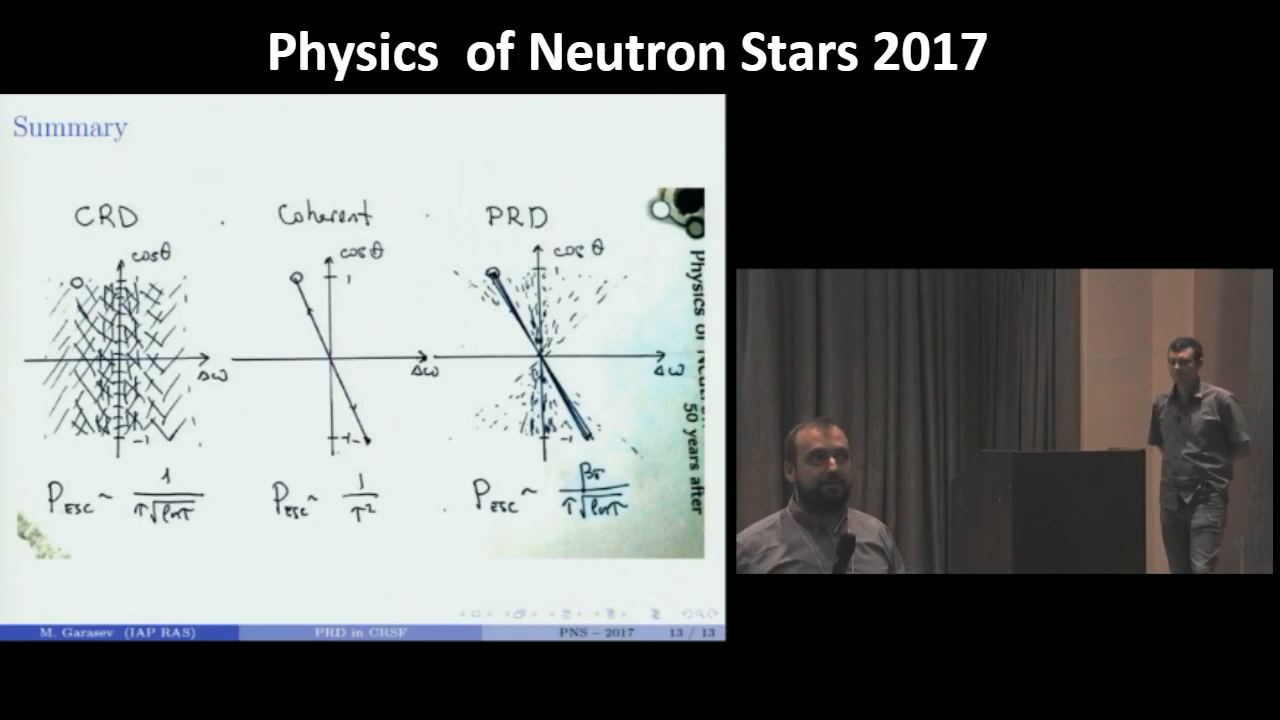 Physics of Neutron Stars 2017
Summary
CRD Coherent PRD
cosθ cosθ cosθ
1
Δω Δω Δω
-1 -1 -1
P_ESC ~ 1/(τ√(lnτ)) P_ESC ~ 1/τ² P_ESC ~ βτ/(τ√(lnτ))
50 years after
M. Garasev (IAP RAS) PRD in CRSF PNS – 2017 13 / 13